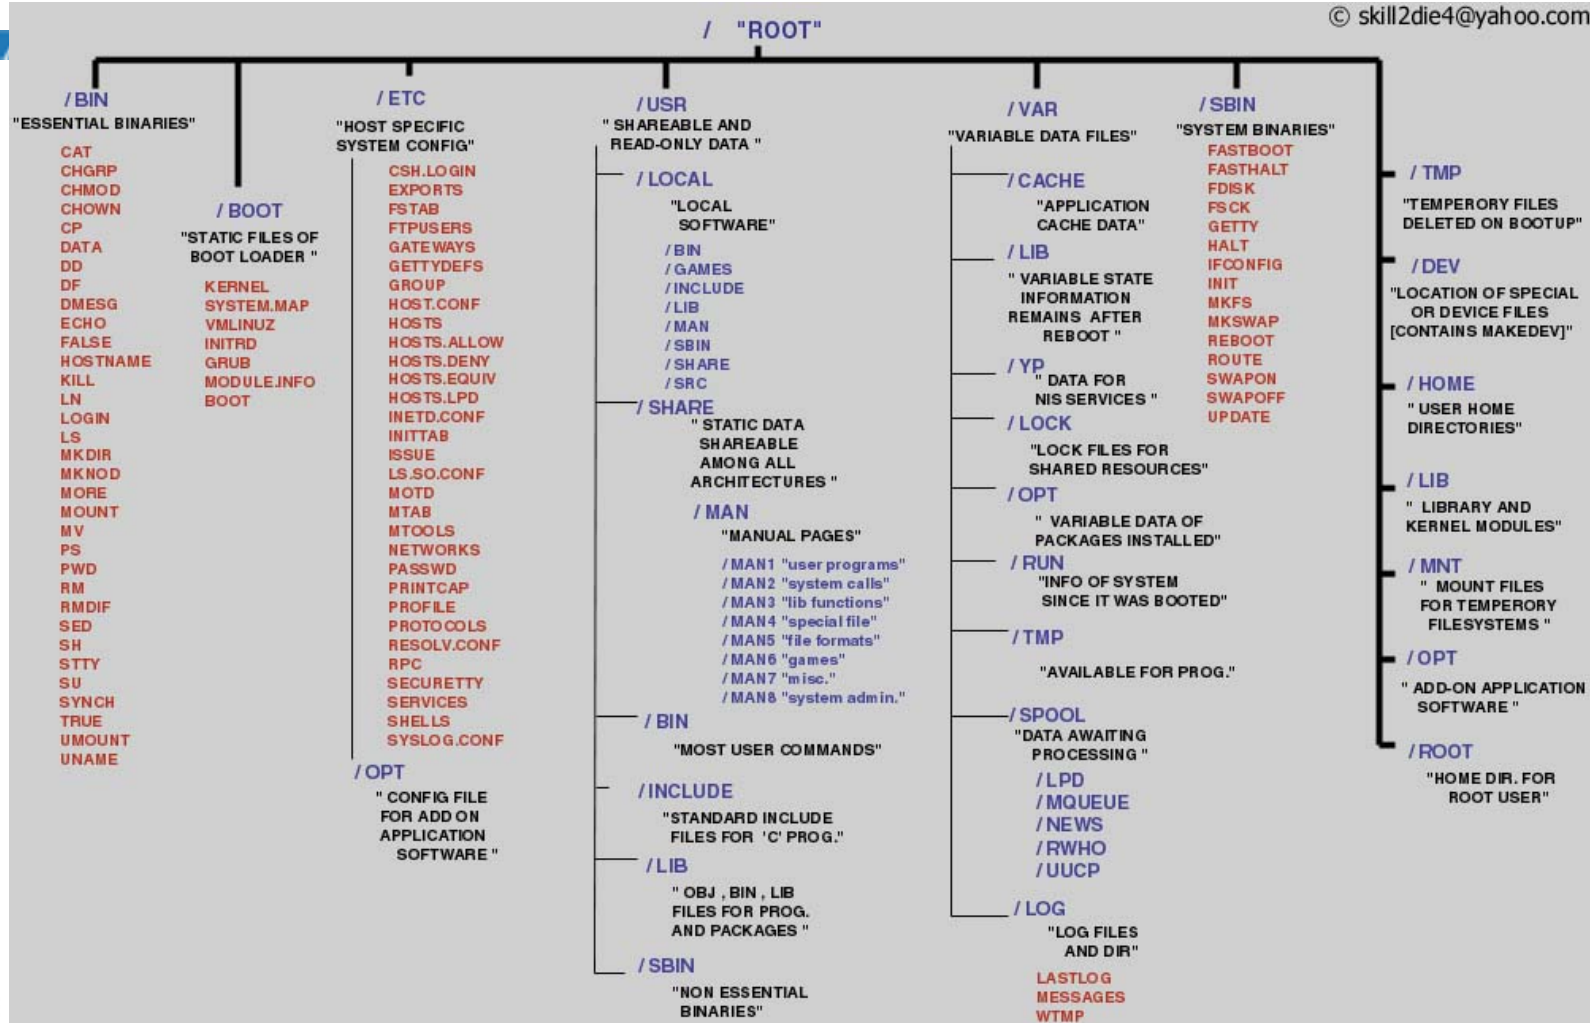 © skill2die4@yahoo.com
/ "ROOT"
/BIN
"ESSENTIAL BINARIES"
CAT
CHGRP
CHMOD
CHOWN
CP
DATA
DD
DF
DMESG
ECHO
FALSE
HOSTNAME
KILL
LN
LOGIN
LS
MKDIR
MKNOD
MORE
MOUNT
MV
PS
PWD
RM
RMDIF
SED
SH
STTY
SU
SYNCH
TRUE
UMOUNT
UNAME
/BOOT
"STATIC FILES OF
BOOT LOADER "
KERNEL
SYSTEM.MAP
VMLINUZ
INITRD
GRUB
MODULE.INFO
BOOT
/ETC
"HOST SPECIFIC
SYSTEM CONFIG"
CSH.LOGIN
EXPORTS
FSTAB
FTPUSERS
GATEWAYS
GETTYDEFS
GROUP
HOST.CONF
HOSTS
HOSTS.ALLOW
HOSTS.DENY
HOSTS.EQUIV
HOSTS.LPD
INETD.CONF
INITTAB
ISSUE
LS.SO.CONF
MOTD
MTAB
MTOOLS
NETWORKS
PASSWD
PRINTCAP
PROFILE
PROTOCOLS
RESOLV.CONF
RPC
SECURETTY
SERVICES
SHELLS
SYSLOG.CONF
/OPT
" CONFIG FILE
FOR ADD ON
APPLICATION
SOFTWARE "
/USR
" SHAREABLE AND
READ-ONLY DATA "
/LOCAL
"LOCAL
SOFTWARE"
/BIN
/GAMES
/INCLUDE
/LIB
/MAN
/SBIN
/SHARE
/SRC
/SHARE
" STATIC DATA
SHAREABLE
AMONG ALL
ARCHITECTURES "
/MAN
"MANUAL PAGES"
/MAN1 "user programs"
/MAN2 "system calls"
/MAN3 "lib functions"
/MAN4 "special file"
/MAN5 "file formats"
/MAN6 "games"
/MAN7 "misc."
/MAN8 "system admin."
/BIN
"MOST USER COMMANDS"
/INCLUDE
"STANDARD INCLUDE
FILES FOR 'C' PROG."
/LIB
" OBJ , BIN , LIB
FILES FOR PROG.
AND PACKAGES "
/SBIN
"NON ESSENTIAL
BINARIES"
/VAR
"VARIABLE DATA FILES"
/CACHE
"APPLICATION
CACHE DATA"
/LIB
" VARIABLE STATE
INFORMATION
REMAINS AFTER
REBOOT "
/YP
" DATA FOR
NIS SERVICES "
/LOCK
"LOCK FILES FOR
SHARED RESOURCES"
/OPT
" VARIABLE DATA OF
PACKAGES INSTALLED"
/RUN
"INFO OF SYSTEM
SINCE IT WAS BOOTED"
/TMP
"AVAILABLE FOR PROG."
/SPOOL
"DATA AWAITING
PROCESSING "
/LPD
/MQUEUE
/NEWS
/RWHO
/UUCP
/LOG
"LOG FILES
AND DIR"
LASTLOG
MESSAGES
WTMP
/SBIN
"SYSTEM BINARIES"
FASTBOOT
FASTHALT
FDISK
FSCK
GETTY
HALT
IFCONFIG
INIT
MKFS
MKSWAP
REBOOT
ROUTE
SWAPON
SWAPOFF
UPDATE
/TMP
"TEMPERORY FILES
DELETED ON BOOTUP"
/DEV
"LOCATION OF SPECIAL
OR DEVICE FILES
[CONTAINS MAKEDEV]"
/HOME
" USER HOME
DIRECTORIES"
/LIB
" LIBRARY AND
KERNEL MODULES"
/MNT
" MOUNT FILES
FOR TEMPERORY
FILESYSTEMS "
/OPT
" ADD-ON APPLICATION
SOFTWARE "
/ROOT
"HOME DIR. FOR
ROOT USER"